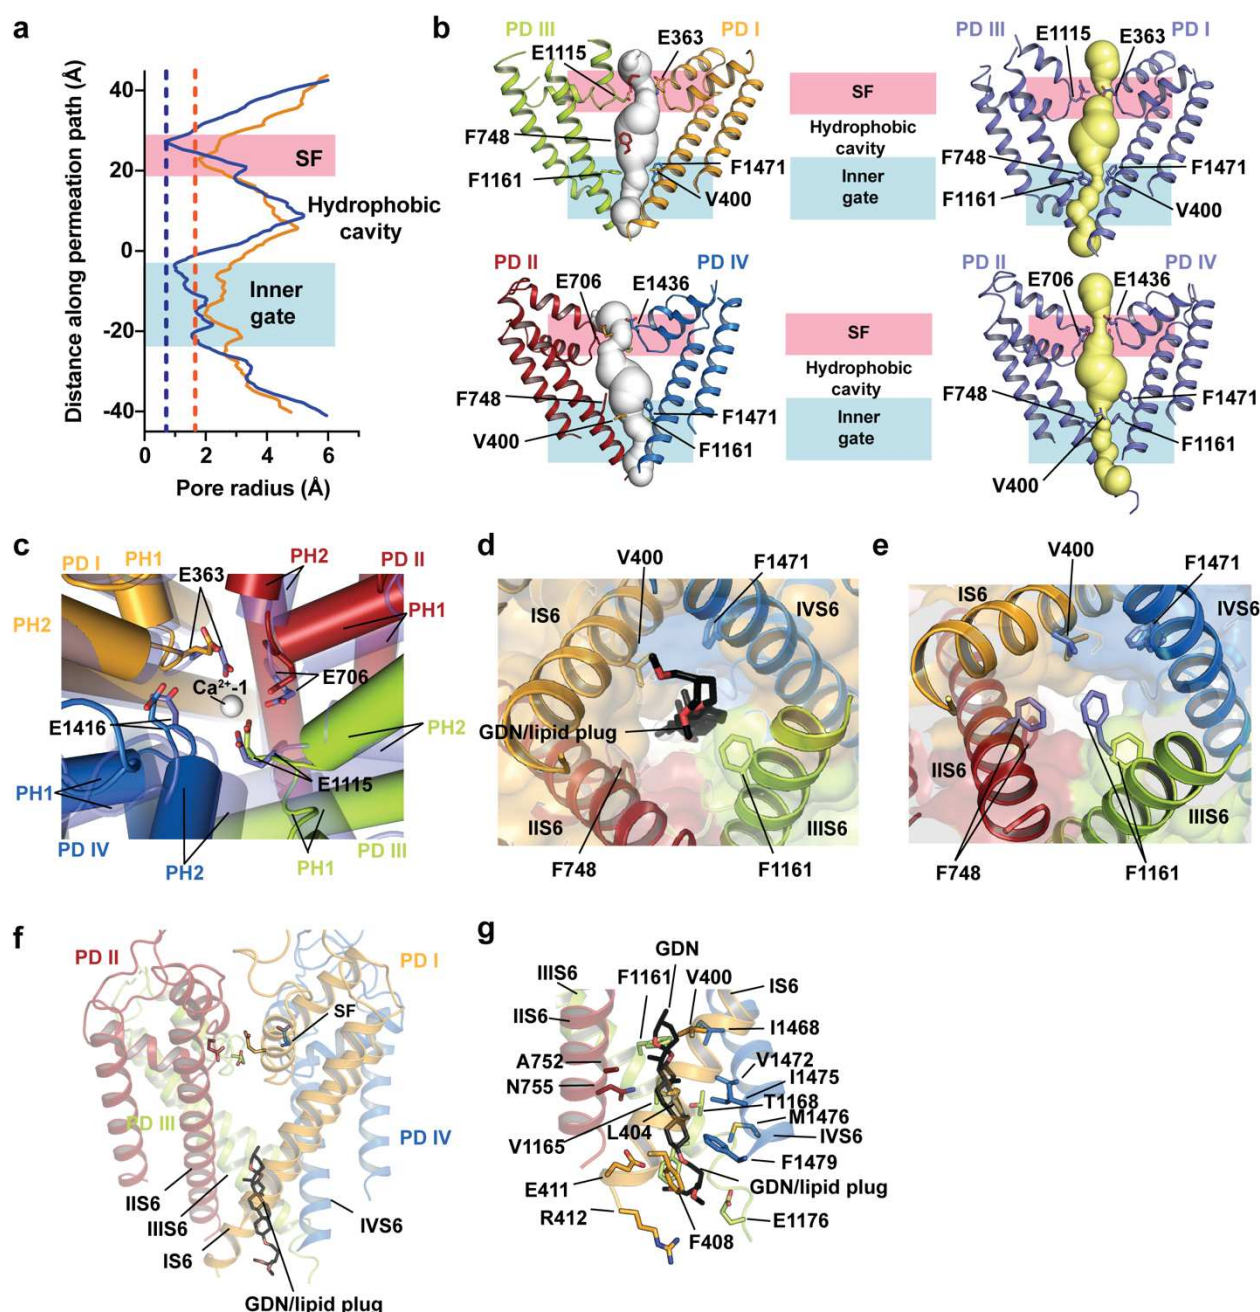 a
Distance along permeation path (Å)
40
20
0
-20
-40
SF
Hydrophobic
cavity
Inner
gate
0 2 4 6
Pore radius (Å)
b
PD III
PD I
E1115
E363
F748
F1161
F1471
V400
SF
Hydrophobic
cavity
Inner
gate
PD III
E1115
E363
PD I
F748
F1161
F1471
V400
PD II
E706
E1436
PD IV
F748
V400
F1471
F1161
SF
Hydrophobic
cavity
Inner
gate
PD II
E706
E1436
PD IV
F748
F1471
F1161
V400
c
PD I
PH1
E363
PH2
PD II
PH2
PH1
Ca²⁺-1
E706
E1416
PH2
E1115
PH1
PD IV
PH2
PH1
PD III
d
V400
F1471
IS6
IVS6
GDN/lipid plug
IIS6
IIIS6
F748
F1161
e
V400
F1471
IS6
IVS6
IIS6
IIIS6
F748
F1161
f
PD II
PD I
SF
PD III
PD IV
IIS6
IIIS6
IS6
IVS6
GDN/lipid plug
g
GDN
IIIS6
F1161
V400
IS6
IIS6
I1468
A752
V1472
N755
I1475
T1168
M1476
V1165
L404
IVS6
F1479
GDN/lipid plug
E411
E1176
R412
F408